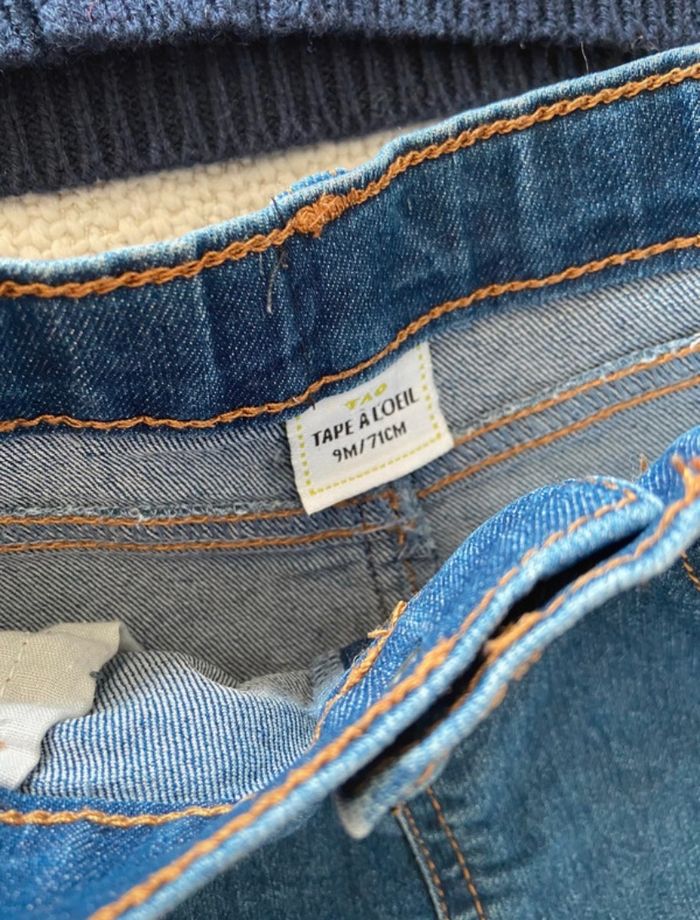 TAO
TAPE À L'OEIL
9M/71CM